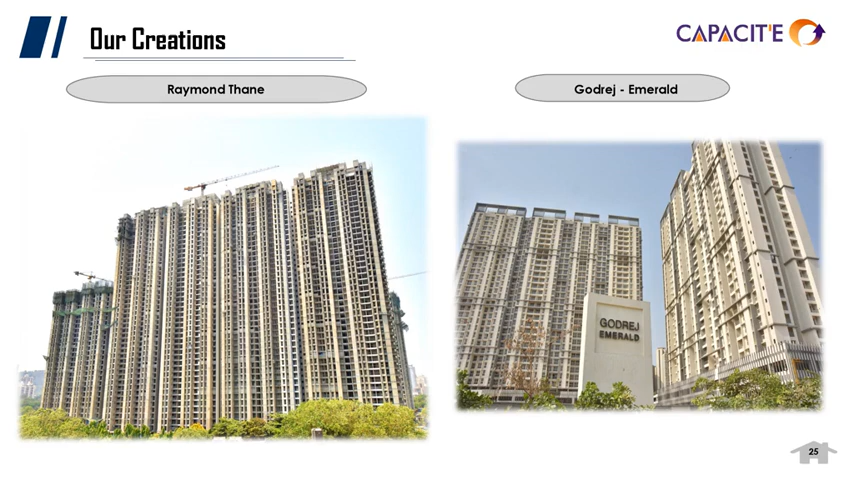 Our Creations
CAPACIT'E
Raymond Thane
Godrej - Emerald
GODREJ
EMERALD
25